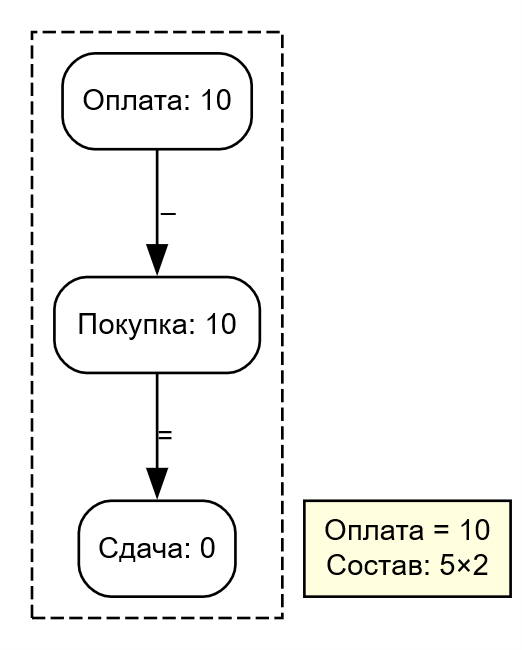 Оплата: 10
–
Покупка: 10
=
Сдача: 0
Оплата = 10
Состав: 5×2